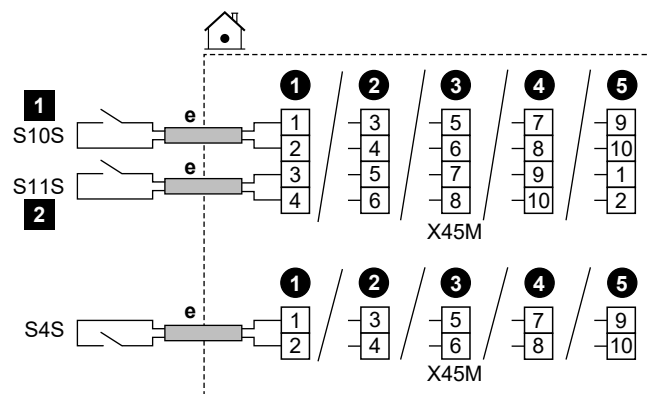 1 2 3 4 5
1
S10S
e
1 3 5 7 9
2 4 6 8 10
S11S
e
3 5 7 9 1
4 6 8 10 2
2
X45M
1 2 3 4 5
S4S
e
1 3 5 7 9
2 4 6 8 10
X45M